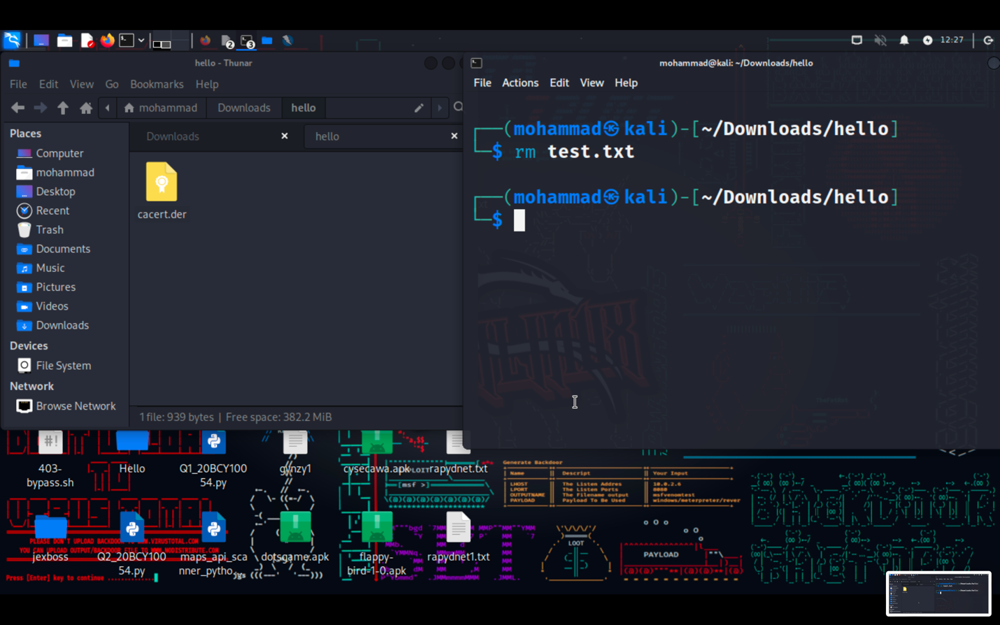 2
3
12:27
hello - Thunar
File Edit View Go Bookmarks Help
mohammad Downloads hello
Places
Computer
mohammad
Desktop
Recent
Trash
Documents
Music
Pictures
Videos
Downloads
Devices
File System
Network
Browse Network
Downloads
hello
cacert.der
1 file: 939 bytes | Free space: 382.2 MiB
mohammad@kali: ~/Downloads/hello
File Actions Edit View Help
┌──(mohammad㉿kali)-[~/Downloads/hello]
└─$ rm test.txt
┌──(mohammad㉿kali)-[~/Downloads/hello]
└─$
403-
bypass.sh
Hello
Q1_20BCY100
54.py
gynzy1
cysecawa.apk
rapydnet.txt
jexboss
Q2_20BCY100
54.py
maps_api_sca
nner_pytho...
dotsgame.apk
flappy-
bird-1-0.apk
rapydnet1.txt
PLEASE DON'T UPLOAD BACKDOOR
YOU CAN UPLOAD OUTPUT/BACKDOOR FILE TO WWW.NODISTRIBUTE.COM
Press [Enter] key to continue
[msf >]
Generate Backdoor
Name || Descript || Your Input
LHOST || The Listen Addres || 10.0.2.6
LPORT || The Listen Ports || 8080
OUTPUTNAME || The Filename output || msfvenomtest
PAYLOAD || Payload To Be Used || windows/meterpreter/rever
LOOT
PAYLOAD